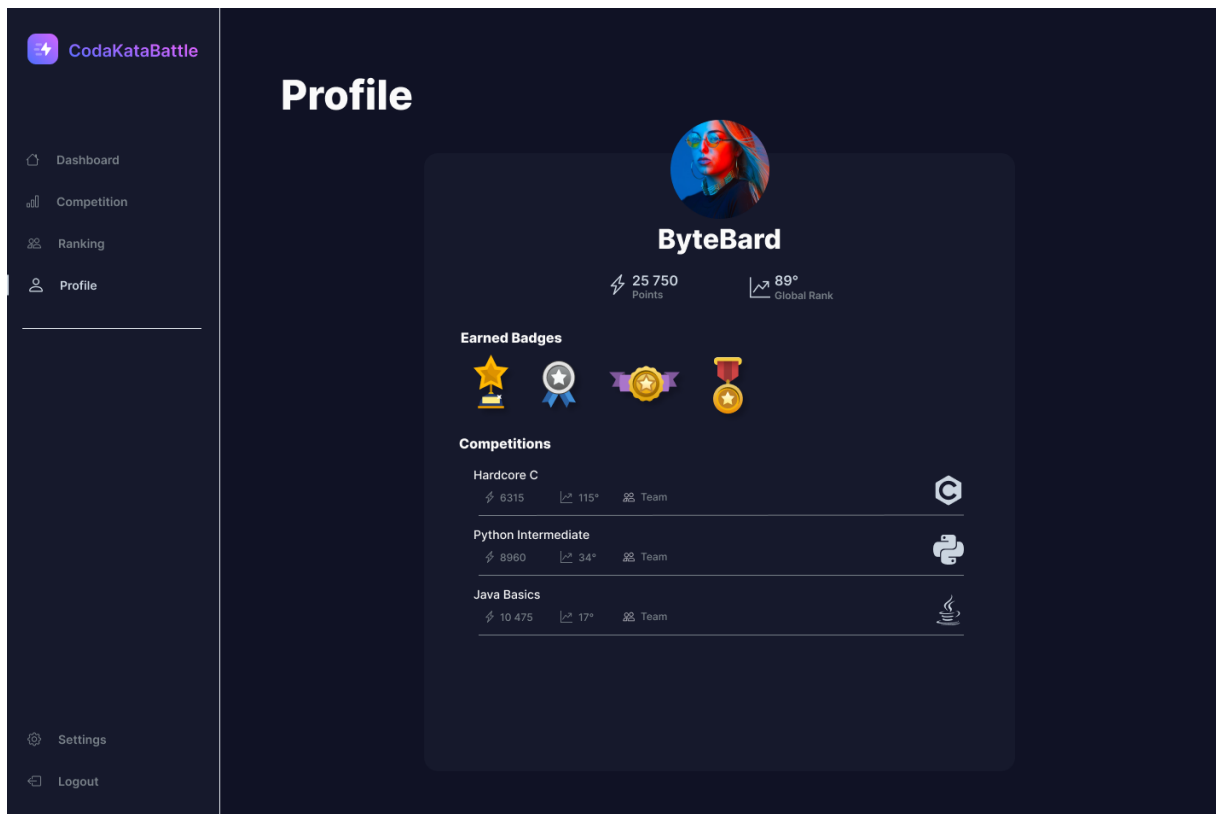 CodaKataBattle
Profile
Dashboard
Competition
Ranking
Profile
ByteBard
25 750
Points
89°
Global Rank
Earned Badges
Competitions
Hardcore C
6315 115° Team
Python Intermediate
8960 34° Team
Java Basics
10 475 17° Team
Settings
Logout